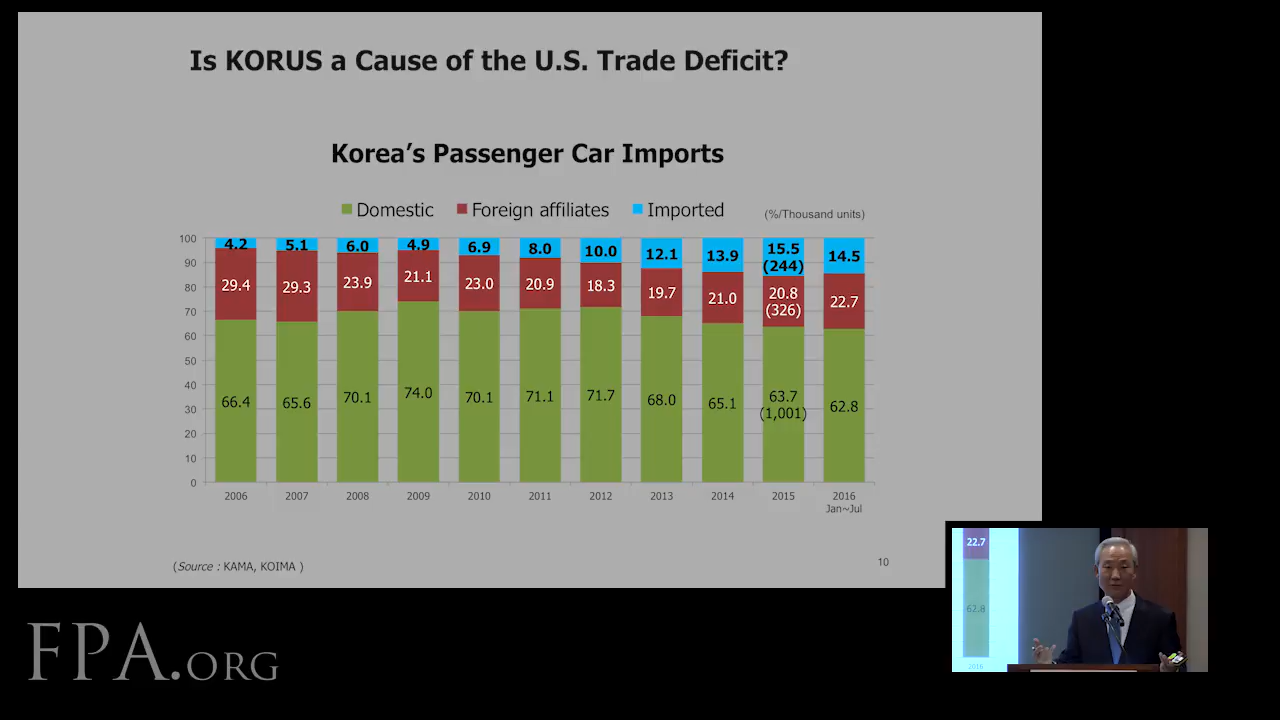 Is KORUS a Cause of the U.S. Trade Deficit?
Korea’s Passenger Car Imports
Domestic Foreign affiliates Imported (%/Thousand units)
100
90
80
70
60
50
40
30
20
10
0
4.2 5.1 6.0 4.9 6.9 8.0 10.0 12.1 13.9 15.5 14.5
(244)
29.4 29.3 23.9 21.1 23.0 20.9 18.3 19.7 21.0 20.8 22.7
(326)
66.4 65.6 70.1 74.0 70.1 71.1 71.7 68.0 65.1 63.7 62.8
(1,001)
2006 2007 2008 2009 2010 2011 2012 2013 2014 2015 2016
Jan~Jul
(Source : KAMA, KOIMA )
10
22.7
62.8
2016
FPA.ORG